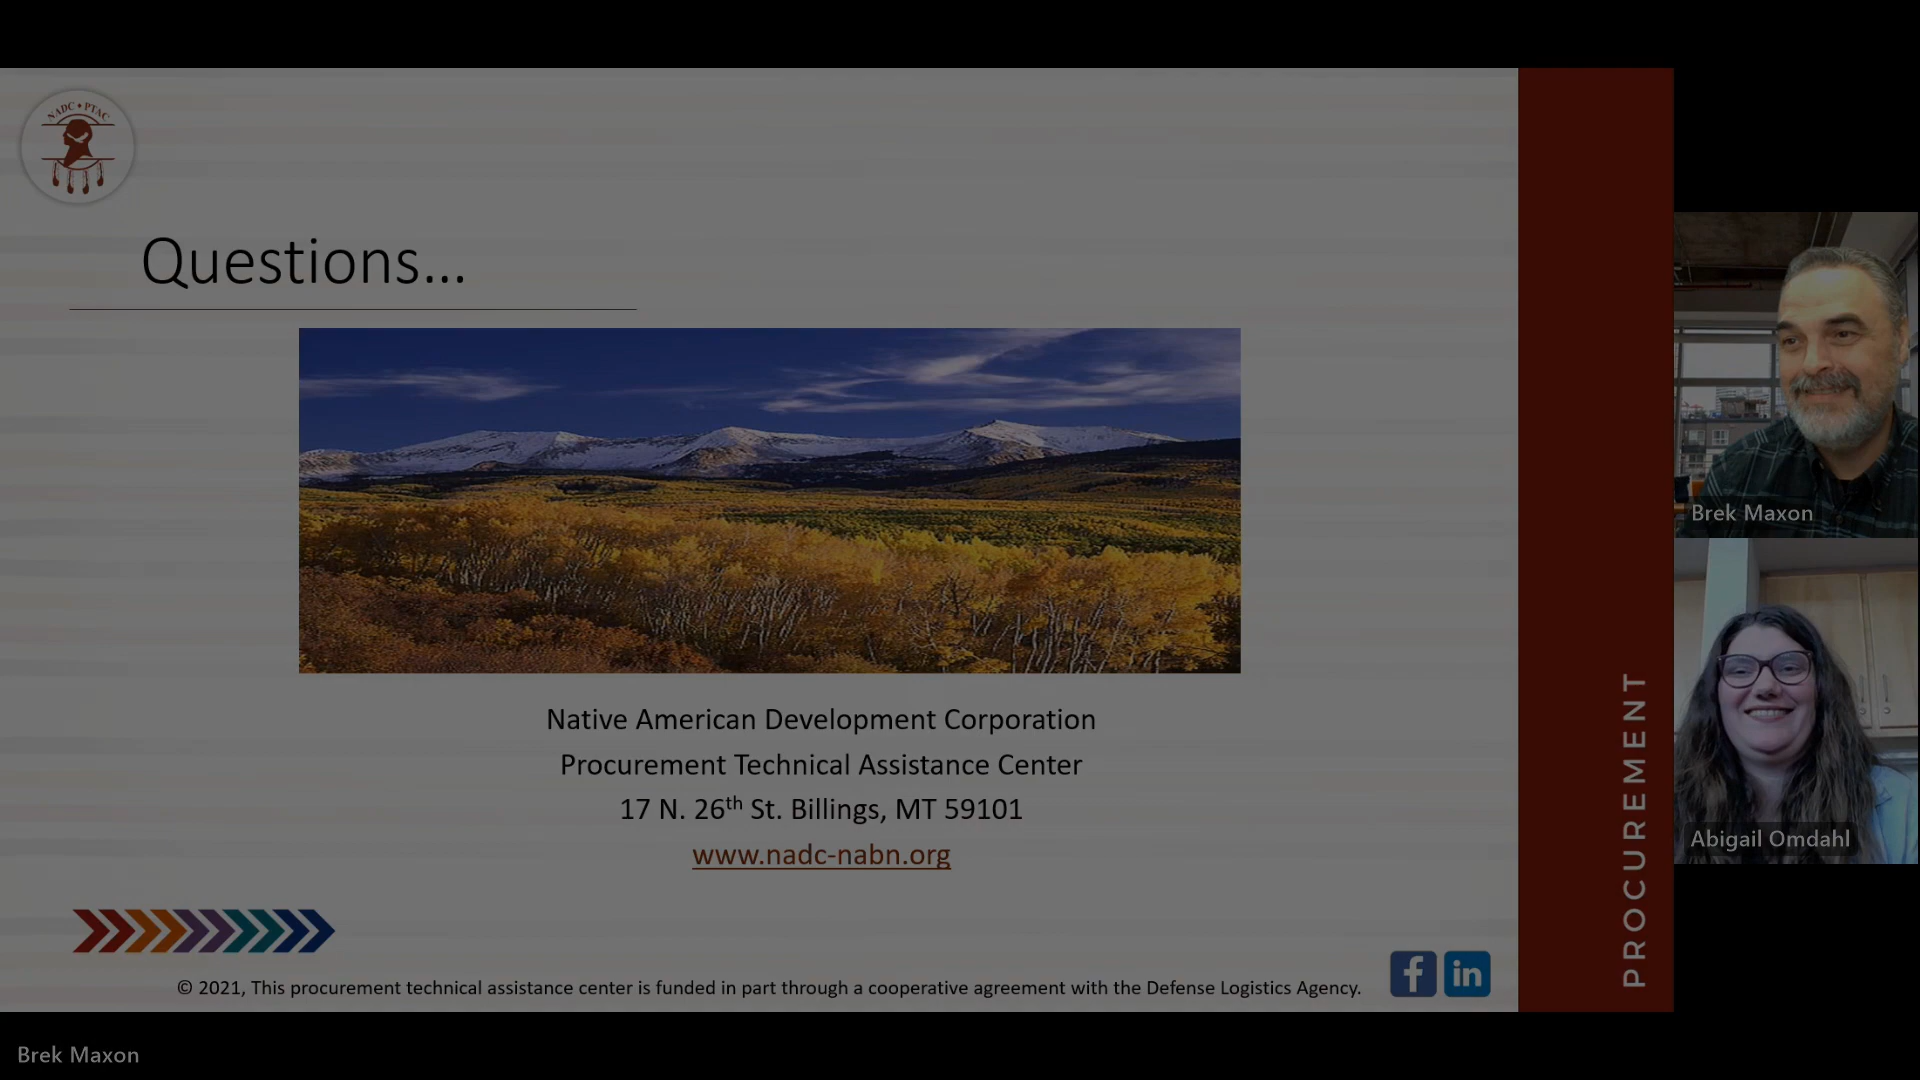 NADC • PTAC
Questions...
Native American Development Corporation
Procurement Technical Assistance Center
17 N. 26th St. Billings, MT 59101
www.nadc-nabn.org
© 2021, This procurement technical assistance center is funded in part through a cooperative agreement with the Defense Logistics Agency.
f
in
PROCUREMENT
Brek Maxon
Abigail Omdahl
Brek Maxon